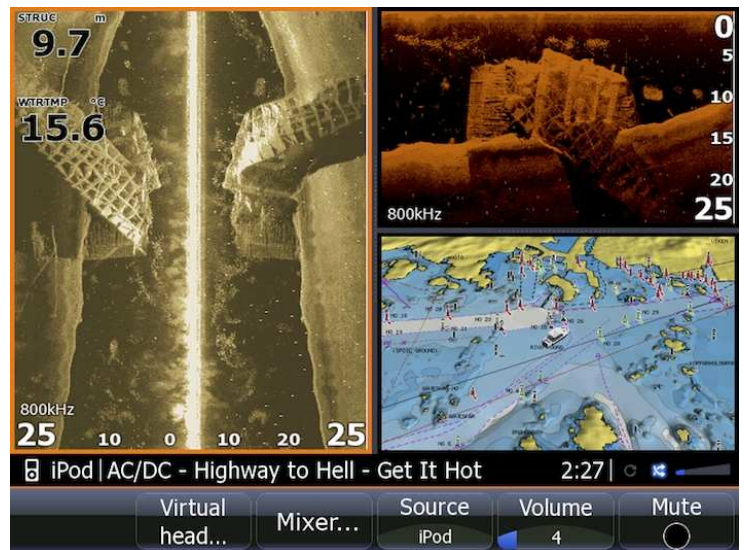 STRUC m
9.7
WTRTMP °C
15.6
800kHz
25 10 0 10 20 25
0
5
10
15
20
25
800kHz
iPod | AC/DC - Highway to Hell - Get It Hot 2:27
Virtual head...
Mixer...
Source
iPod
Volume
4
Mute